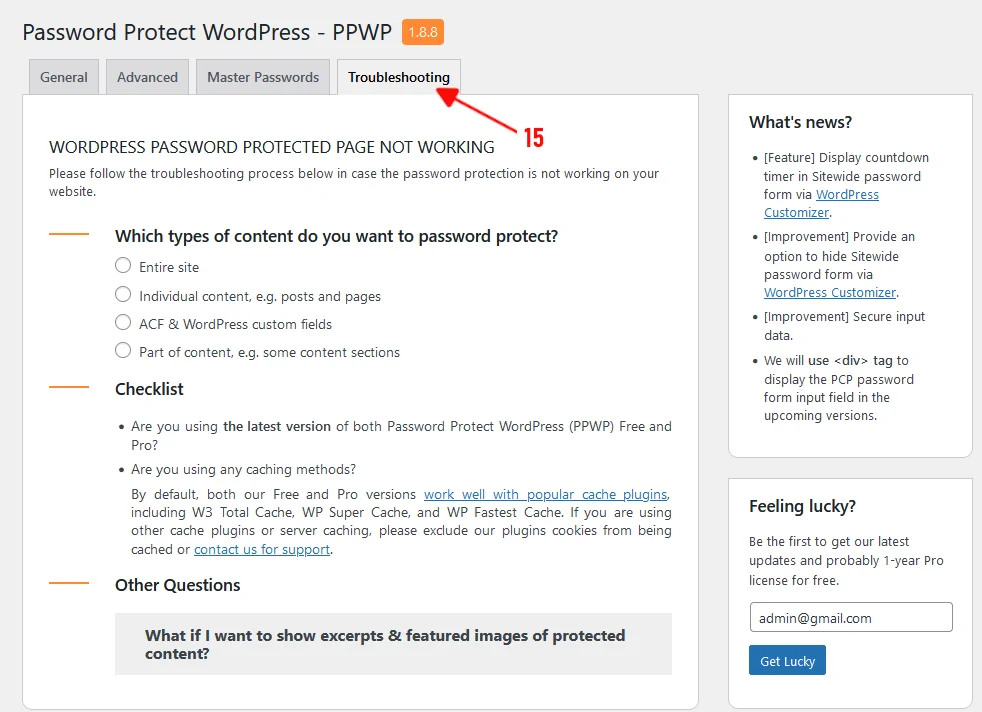 Password Protect WordPress - PPWP 1.8.8
General Advanced Master Passwords Troubleshooting
15
WORDPRESS PASSWORD PROTECTED PAGE NOT WORKING
Please follow the troubleshooting process below in case the password protection is not working on your
website.
Which types of content do you want to password protect?
Entire site
Individual content, e.g. posts and pages
ACF & WordPress custom fields
Part of content, e.g. some content sections
Checklist
• Are you using the latest version of both Password Protect WordPress (PPWP) Free and
Pro?
• Are you using any caching methods?
By default, both our Free and Pro versions work well with popular cache plugins,
including W3 Total Cache, WP Super Cache, and WP Fastest Cache. If you are using
other cache plugins or server caching, please exclude our plugins cookies from being
cached or contact us for support.
Other Questions
What if I want to show excerpts & featured images of protected
content?
What's news?
• [Feature] Display countdown
timer in Sitewide password
form via WordPress
Customizer.
• [Improvement] Provide an
option to hide Sitewide
password form via
WordPress Customizer.
• [Improvement] Secure input
data.
• We will use <div> tag to
display the PCP password
form input field in the
upcoming versions.
Feeling lucky?
Be the first to get our latest
updates and probably 1-year Pro
license for free.
admin@gmail.com
Get Lucky